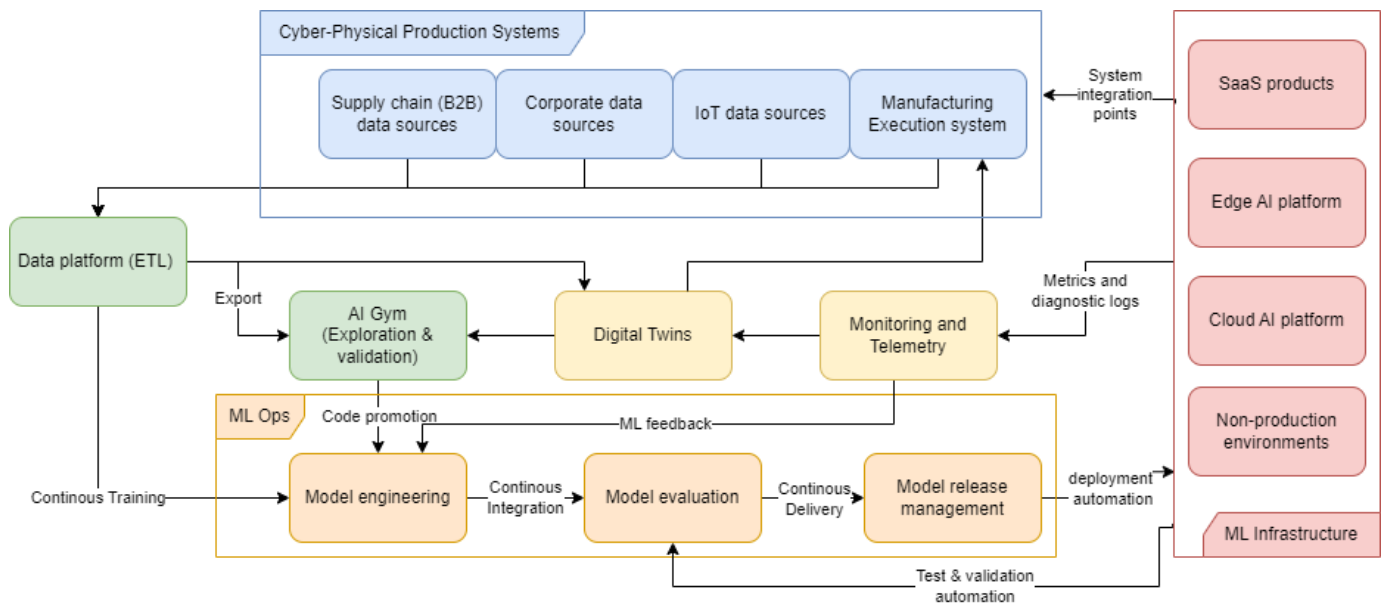 Cyber-Physical Production Systems
Supply chain (B2B)
data sources
Corporate data
sources
IoT data sources
Manufacturing
Execution system
System
integration
points
SaaS products
Edge AI platform
Cloud AI platform
Non-production
environments
ML Infrastructure
Data platform (ETL)
Export
AI Gym
(Exploration &
validation)
Digital Twins
Monitoring and
Telemetry
Metrics and
diagnostic logs
ML Ops
Code promotion
ML feedback
Continous Training
Model engineering
Continous
Integration
Model evaluation
Continous
Delivery
Model release
management
deployment
automation
Test & validation
automation